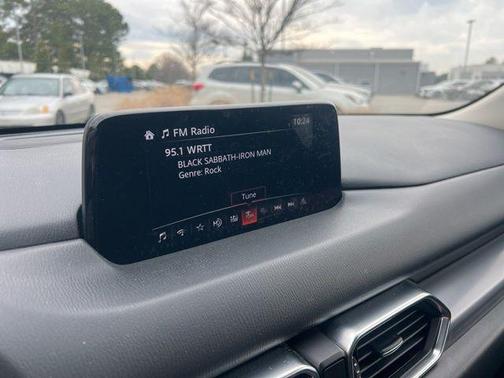 FM Radio
10:24
95.1 WRTT
BLACK SABBATH-IRON MAN
Genre: Rock
Tune